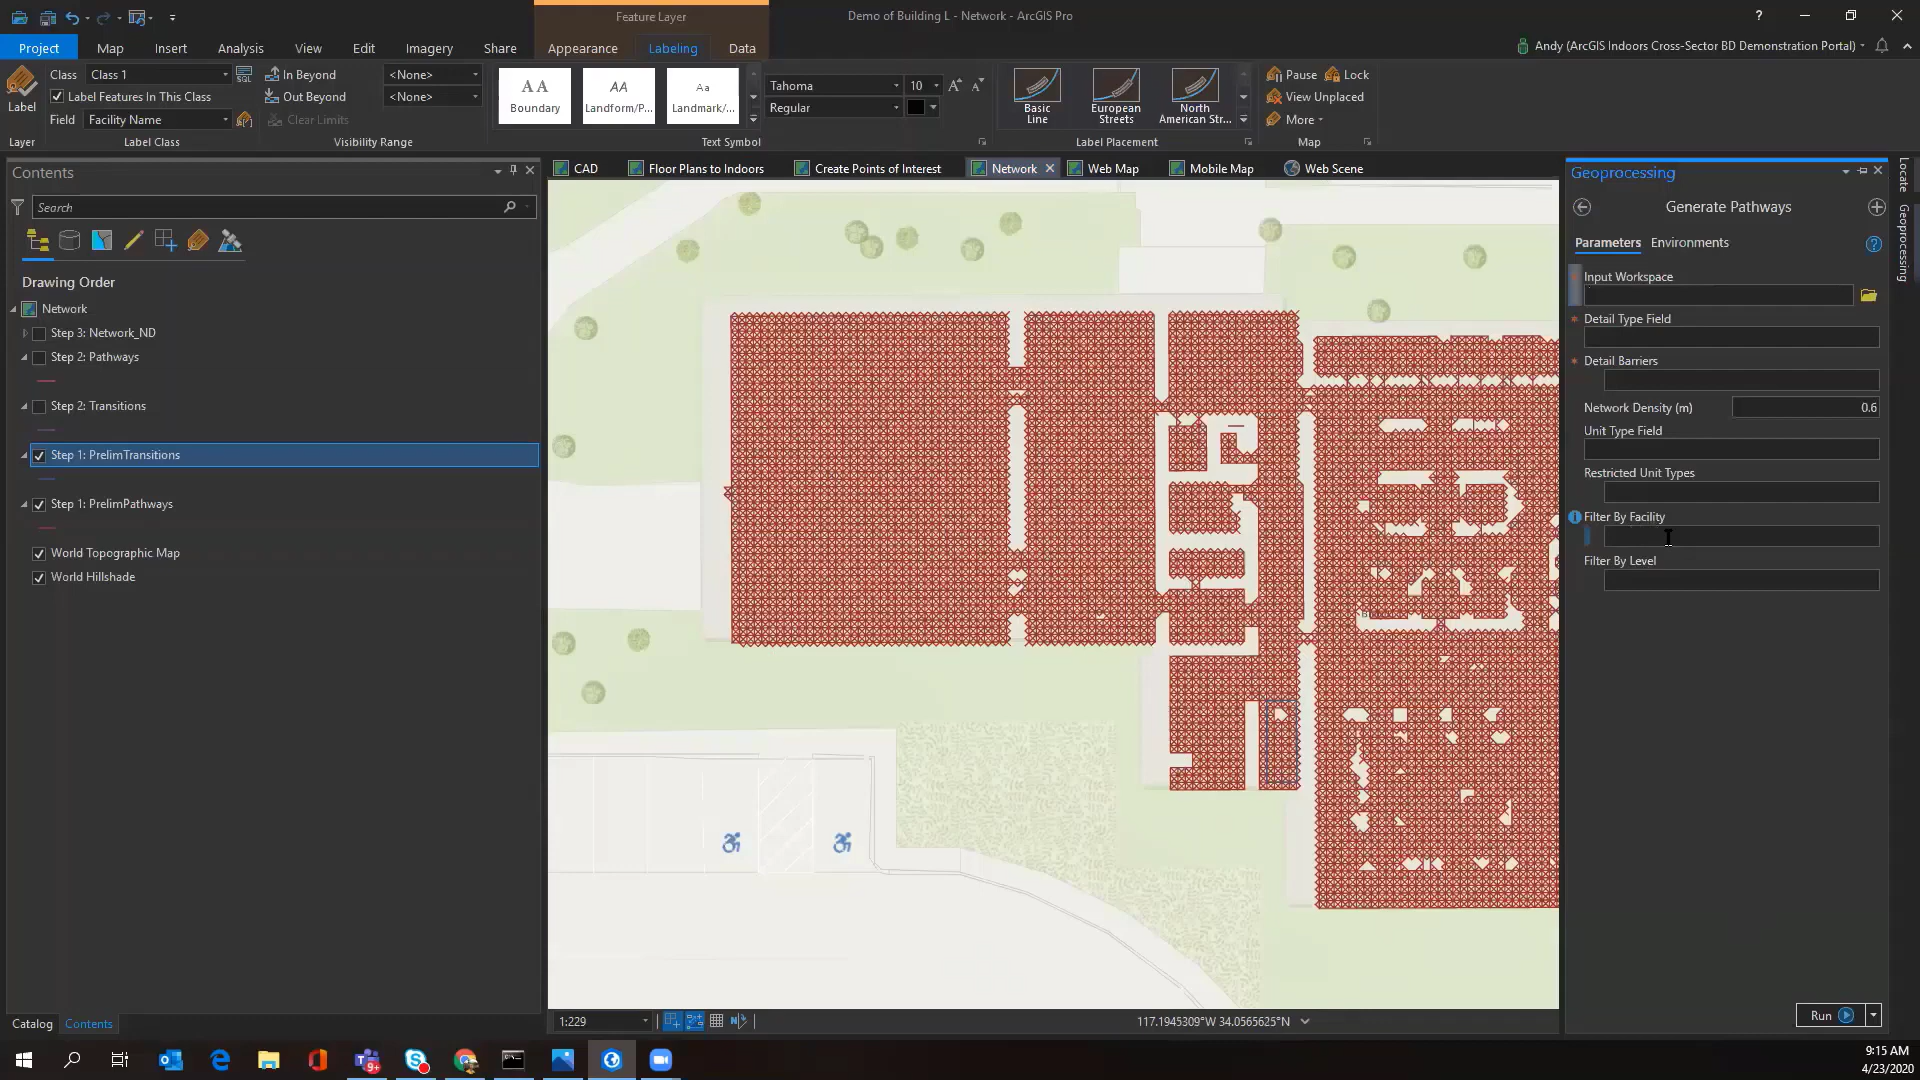 Feature Layer
Demo of Building L - Network - ArcGIS Pro
?
Project Map Insert Analysis View Edit Imagery Share Appearance Labeling Data
Andy (ArcGIS Indoors Cross-Sector BD Demonstration Portal)
Label
Class Class 1
Label Features In This Class
Field Facility Name
SQL
In Beyond <None>
Out Beyond <None>
Clear Limits
AA Boundary
AA Landform/P...
Aa Landmark/...
Tahoma 10
Regular
Basic Line
European Streets
North American Str...
Pause Lock
View Unplaced
More
Layer Label Class Visibility Range Text Symbol Label Placement Map
Contents
Search
Drawing Order
Network
Step 3: Network_ND
Step 2: Pathways
Step 2: Transitions
Step 1: PrelimTransitions
Step 1: PrelimPathways
World Topographic Map
World Hillshade
Catalog Contents
CAD Floor Plans to Indoors Create Points of Interest Network Web Map Mobile Map Web Scene
1:229
117.1945309°W 34.0565625°N
Geoprocessing
Generate Pathways
Parameters Environments
?
Input Workspace
* Detail Type Field
* Detail Barriers
Network Density (m) 0.6
Unit Type Field
Restricted Unit Types
Filter By Facility
Filter By Level
Run
Locate
Geoprocessing
9+
9:15 AM
4/23/2020